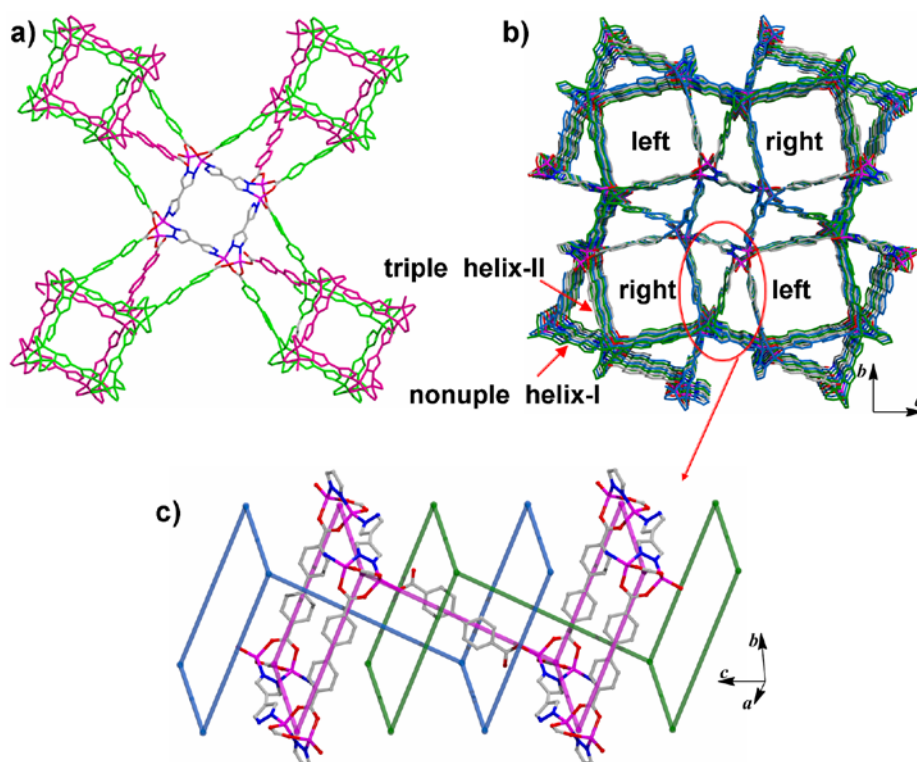 a)
b)
left
right
triple helix-II
right
left
nonuple helix-I
b
c)
b
c
a